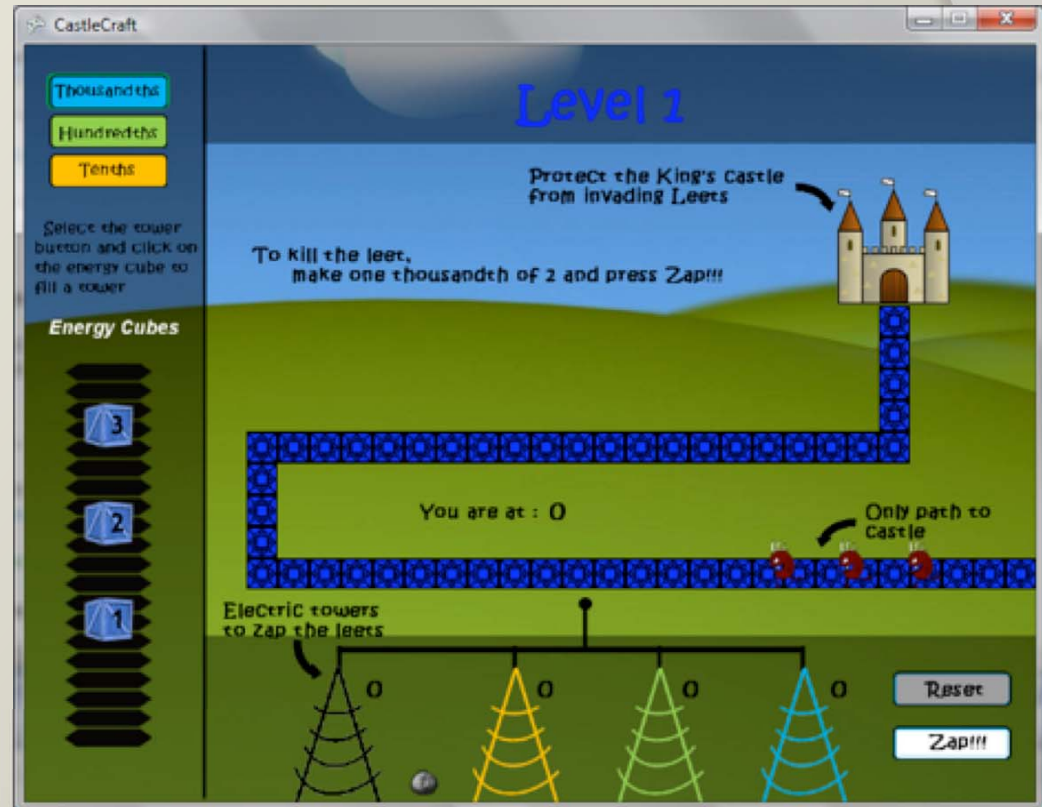 CastleCraft
Thousandths
Hundredths
Tenths
Select the tower
button and click on
the energy cube to
fill a tower
Energy Cubes
3
2
1
Level 1
Protect the King's castle
from invading Leets
To kill the leet,
make one thousandth of 2 and press Zap!!!
You are at : 0
Only path to
Castle
Electric towers
to zap the leets
0
0
0
0
Reset
Zap!!!